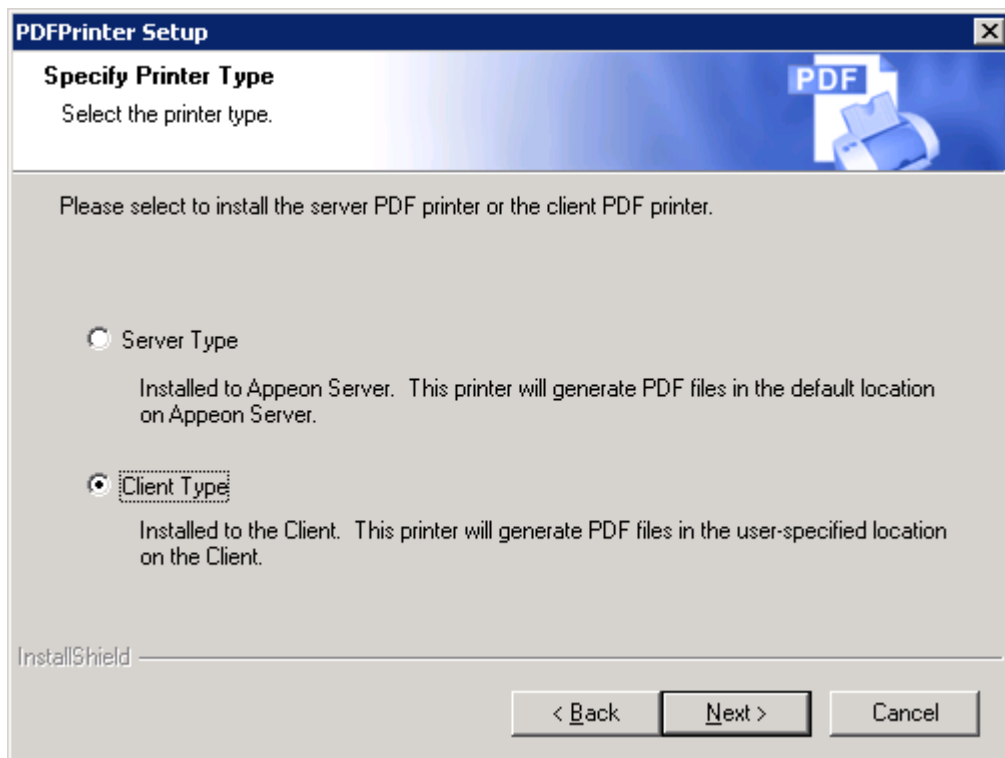 PDFPrinter Setup
Specify Printer Type
Select the printer type.
PDF
Please select to install the server PDF printer or the client PDF printer.
Server Type
Installed to Appeon Server.  This printer will generate PDF files in the default location
on Appeon Server.
Client Type
Installed to the Client.  This printer will generate PDF files in the user-specified location
on the Client.
InstallShield
< Back
Next >
Cancel